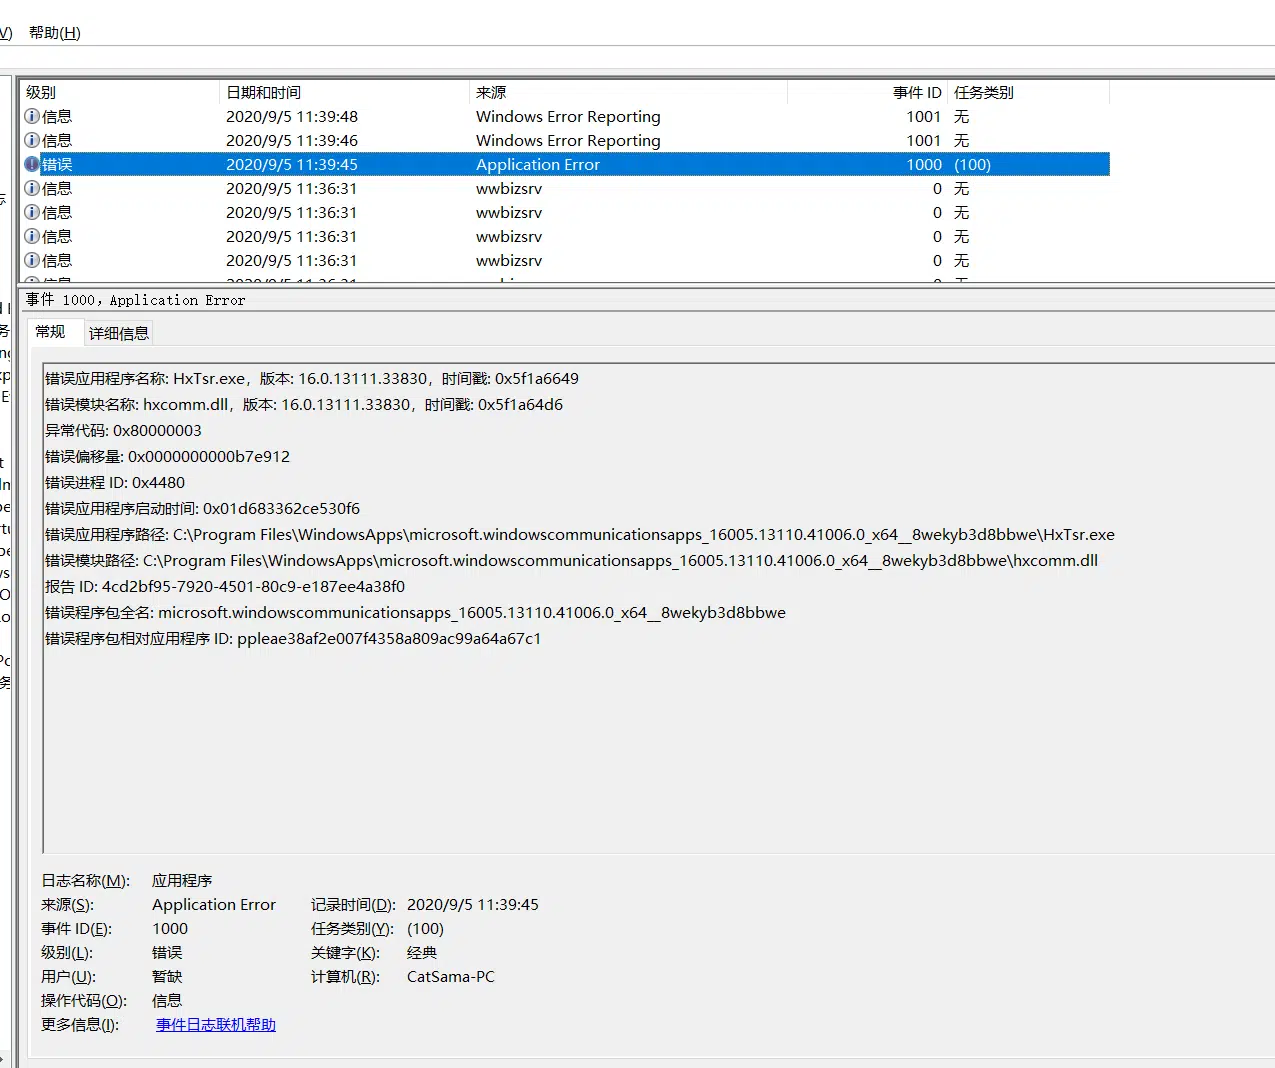 帮助(H)
级别 日期和时间 来源 事件 ID 任务类别
信息 2020/9/5 11:39:48 Windows Error Reporting 1001 无
信息 2020/9/5 11:39:46 Windows Error Reporting 1001 无
错误 2020/9/5 11:39:45 Application Error 1000 (100)
信息 2020/9/5 11:36:31 wwbizsrv 0 无
信息 2020/9/5 11:36:31 wwbizsrv 0 无
信息 2020/9/5 11:36:31 wwbizsrv 0 无
信息 2020/9/5 11:36:31 wwbizsrv 0 无
事件 1000，Application Error
常规 详细信息
错误应用程序名称: HxTsr.exe，版本: 16.0.13111.33830，时间戳: 0x5f1a6649
错误模块名称: hxcomm.dll，版本: 16.0.13111.33830，时间戳: 0x5f1a64d6
异常代码: 0x80000003
错误偏移量: 0x0000000000b7e912
错误进程 ID: 0x4480
错误应用程序启动时间: 0x01d683362ce530f6
错误应用程序路径: C:\Program Files\WindowsApps\microsoft.windowscommunicationsapps_16005.13110.41006.0_x64__8wekyb3d8bbwe\HxTsr.exe
错误模块路径: C:\Program Files\WindowsApps\microsoft.windowscommunicationsapps_16005.13110.41006.0_x64__8wekyb3d8bbwe\hxcomm.dll
报告 ID: 4cd2bf95-7920-4501-80c9-e187ee4a38f0
错误程序包全名: microsoft.windowscommunicationsapps_16005.13110.41006.0_x64__8wekyb3d8bbwe
错误程序包相对应用程序 ID: ppleae38af2e007f4358a809ac99a64a67c1
日志名称(M): 应用程序
来源(S): Application Error 记录时间(D): 2020/9/5 11:39:45
事件 ID(E): 1000 任务类别(Y): (100)
级别(L): 错误 关键字(K): 经典
用户(U): 暂缺 计算机(R): CatSama-PC
操作代码(O): 信息
更多信息(I): 事件日志联机帮助